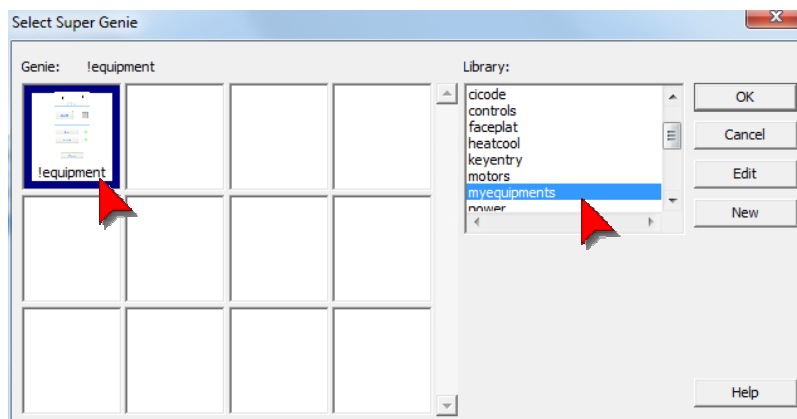 Select Super Genie
Genie: !equipment
Library:
!equipment
cicode
controls
faceplat
heatcool
keyentry
motors
myequipments
power
OK
Cancel
Edit
New
Help